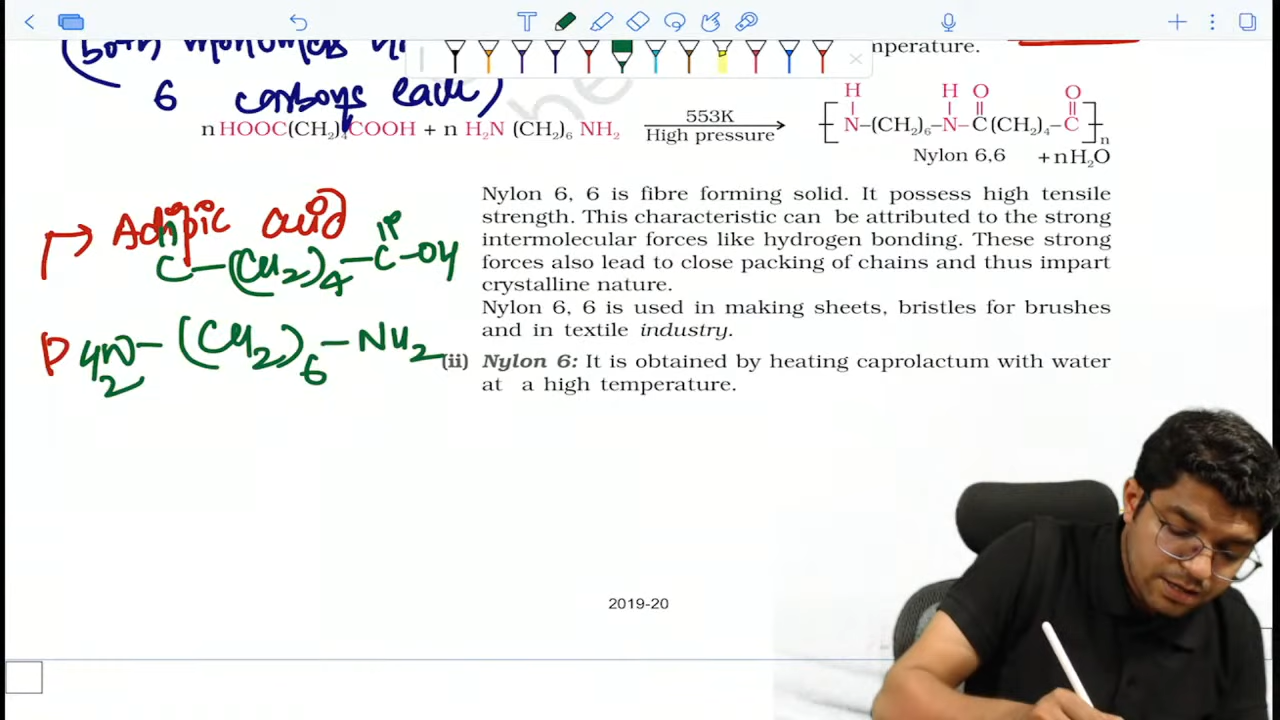 (both monomers
6 carbons each)
mperature.
n HOOC(CH₂)₄COOH + n H₂N (CH₂)₆ NH₂
553K
High pressure
H H O O
[N–(CH₂)₆–N–C(CH₂)₄–C]n
Nylon 6,6 +nH₂O
→ Adipic acid
C–(CH₂)₄–C–OH
H₂N–(CH₂)₆–NH₂
Nylon 6, 6 is fibre forming solid. It possess high tensile
strength. This characteristic can be attributed to the strong
intermolecular forces like hydrogen bonding. These strong
forces also lead to close packing of chains and thus impart
crystalline nature.
Nylon 6, 6 is used in making sheets, bristles for brushes
and in textile industry.
(ii) Nylon 6: It is obtained by heating caprolactum with water
at a high temperature.
2019-20